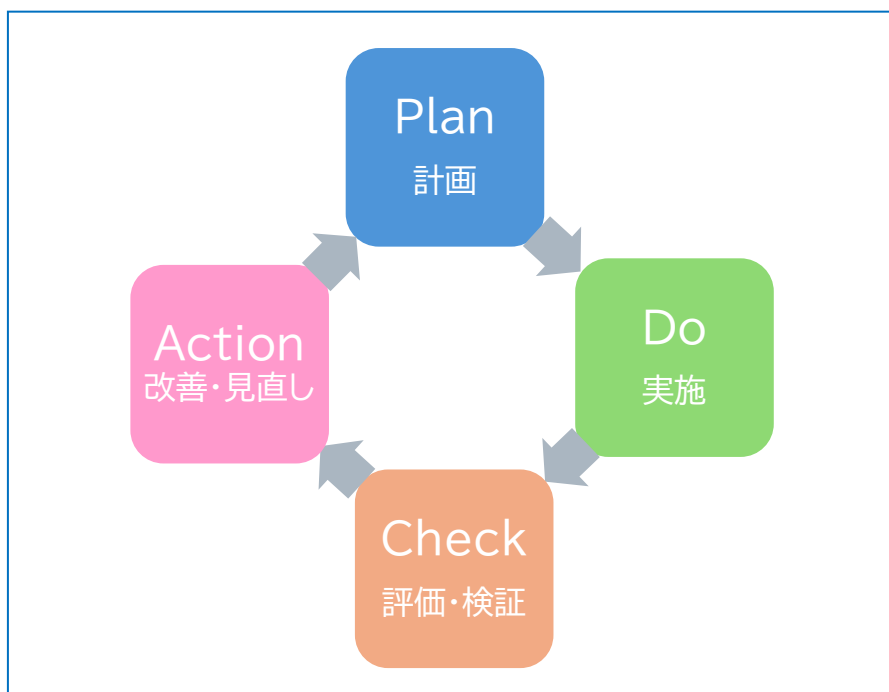 Plan
計画
Do
実施
Check
評価・検証
Action
改善・見直し